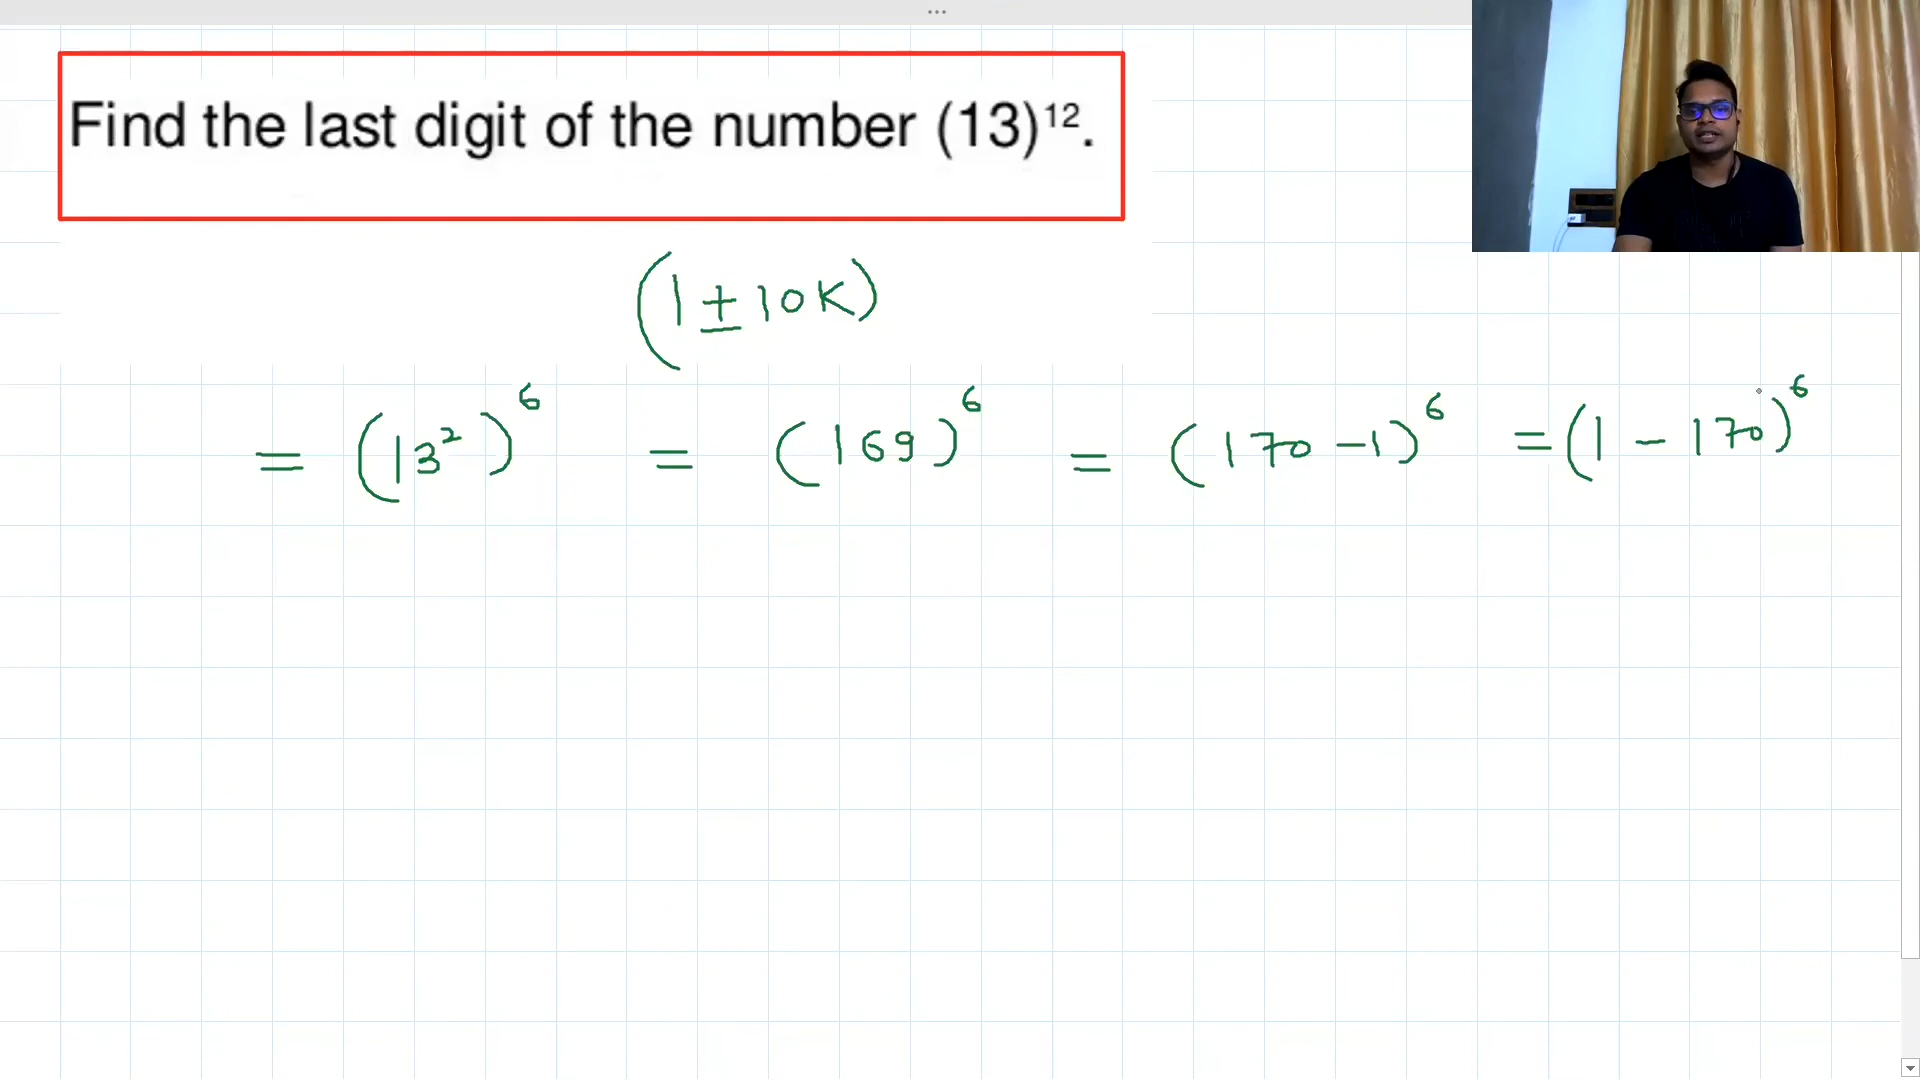 Find the last digit of the number (13)¹².
(1 ± 10K)
= (13²)⁶ = (169)⁶ = (170 − 1)⁶ = (1 − 170)⁶